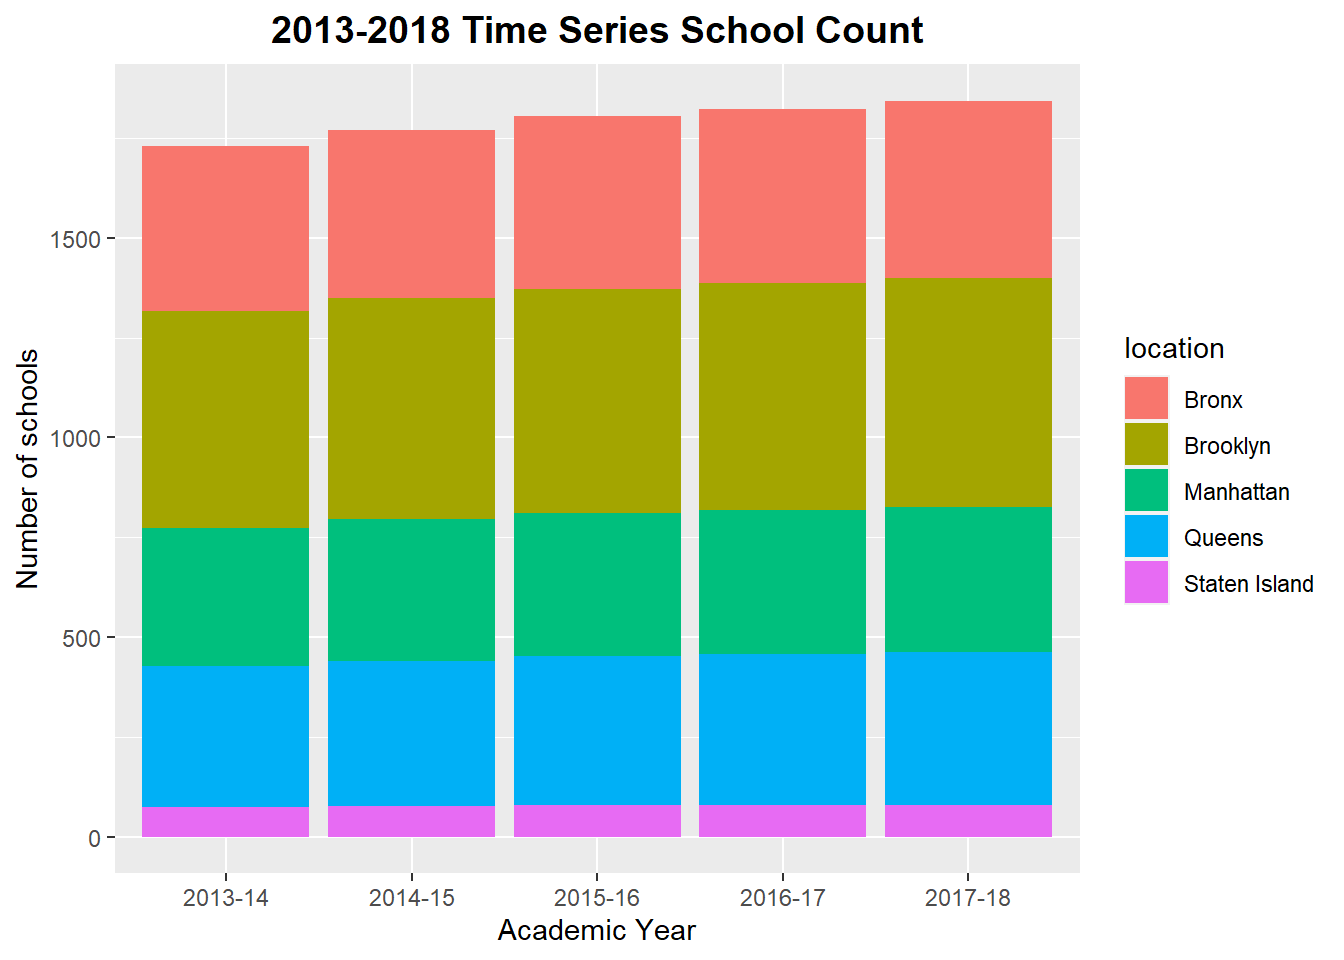 2013-2018 Time Series School Count
Number of schools
1500
1000
500
0
2013-14
2014-15
2015-16
2016-17
2017-18
Academic Year
location
Bronx
Brooklyn
Manhattan
Queens
Staten Island